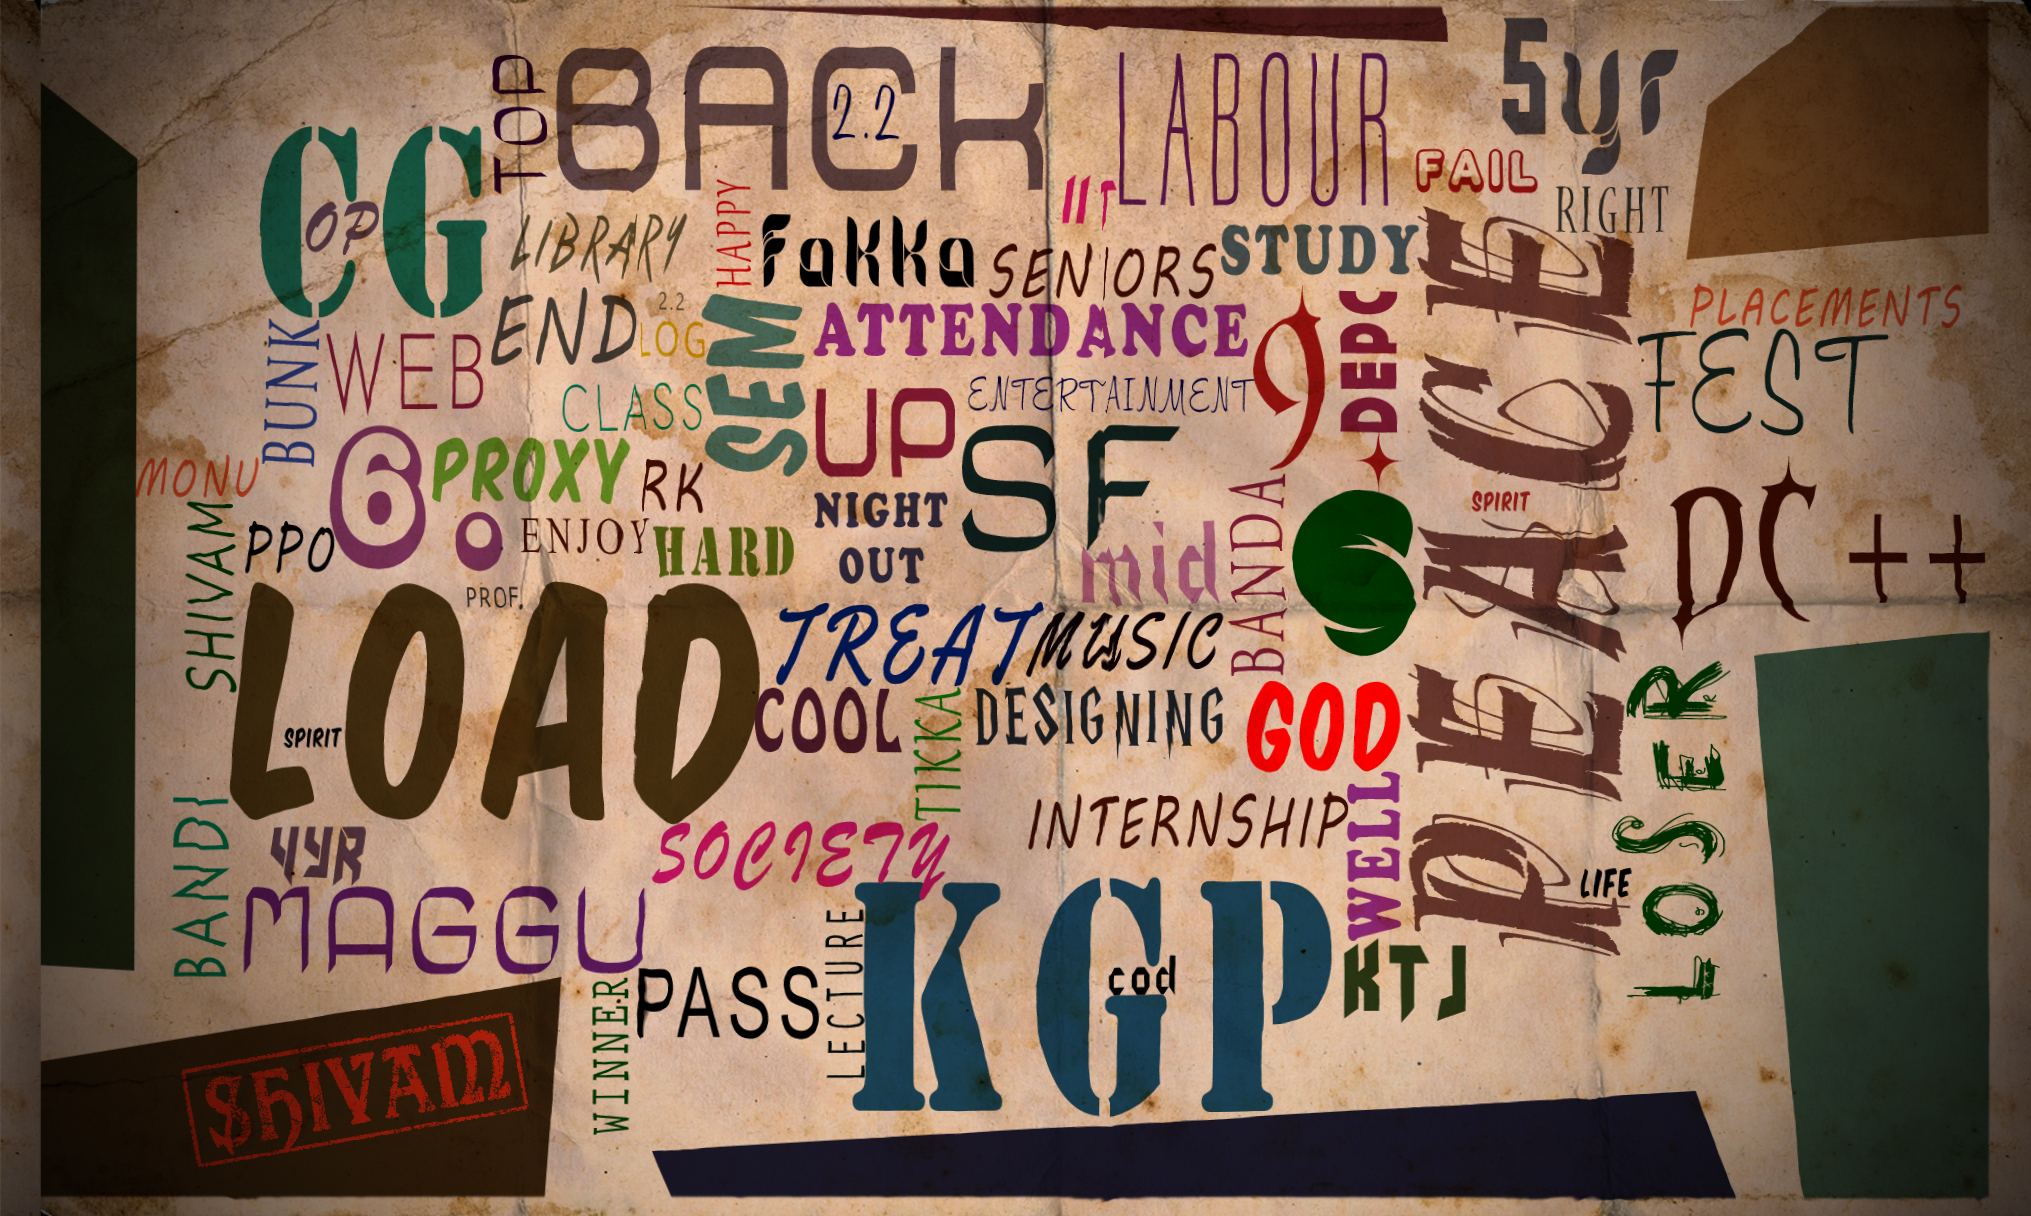 TOP
BACK
2.2
LABOUR
5yr
CG
OP
FAIL
IIT
RIGHT
HAPPY
LIBRARY
FaKKa
SENIORS
STUDY
PEACE
PLACEMENTS
END
2.2
LOG
SEM
ATTENDANCE
9
DEPC
FEST
BUNK
WEB
CLASS
UP
ENTERTAINMENT
MONU
6.0
PROXY
RK
SF
SPIRIT
DC++
SHIVAM
PPO
ENJOY
HARD
NIGHT
OUT
mid
BANDA
PROF.
LOAD
SPIRIT
TREAT
MUSIC
COOL
TIKKA
DESIGNING
GOD
LOSER
BANDI
4YR
SOCIETY
INTERNSHIP
WELL
LIFE
MAGGU
LECTURE
KGP
cod
KTJ
WINNER
PASS
SHIVAM